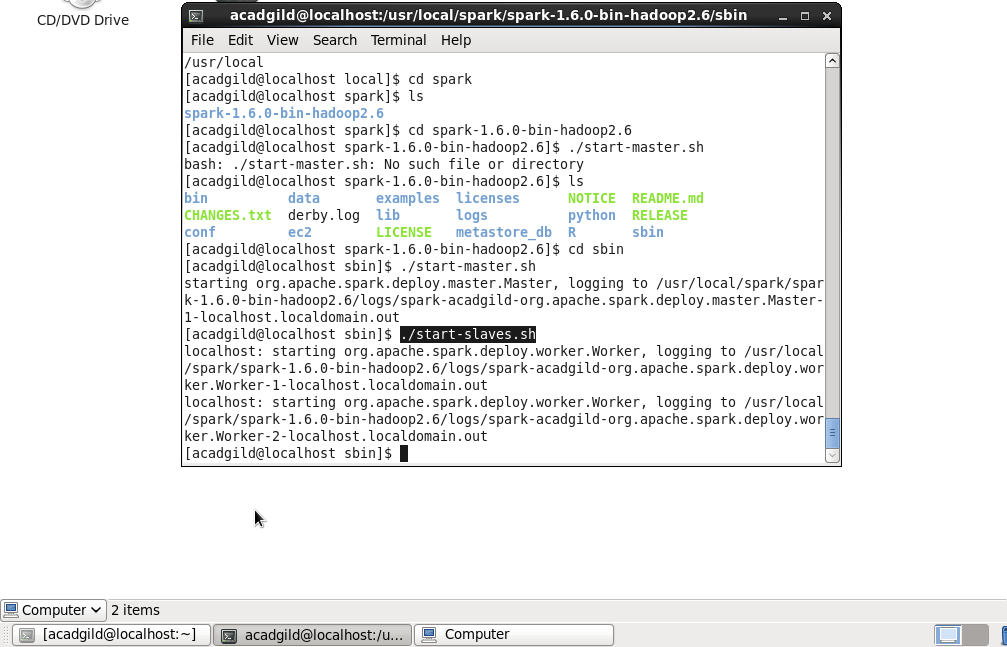 CD/DVD Drive
acadgild@localhost:/usr/local/spark/spark-1.6.0-bin-hadoop2.6/sbin
File Edit View Search Terminal Help
/usr/local
[acadgild@localhost local]$ cd spark
[acadgild@localhost spark]$ ls
spark-1.6.0-bin-hadoop2.6
[acadgild@localhost spark]$ cd spark-1.6.0-bin-hadoop2.6
[acadgild@localhost spark-1.6.0-bin-hadoop2.6]$ ./start-master.sh
bash: ./start-master.sh: No such file or directory
[acadgild@localhost spark-1.6.0-bin-hadoop2.6]$ ls
bin data examples licenses NOTICE README.md
CHANGES.txt derby.log lib logs python RELEASE
conf ec2 LICENSE metastore_db R sbin
[acadgild@localhost spark-1.6.0-bin-hadoop2.6]$ cd sbin
[acadgild@localhost sbin]$ ./start-master.sh
starting org.apache.spark.deploy.master.Master, logging to /usr/local/spark/spar
k-1.6.0-bin-hadoop2.6/logs/spark-acadgild-org.apache.spark.deploy.master.Master-
1-localhost.localdomain.out
[acadgild@localhost sbin]$ ./start-slaves.sh
localhost: starting org.apache.spark.deploy.worker.Worker, logging to /usr/local
/spark/spark-1.6.0-bin-hadoop2.6/logs/spark-acadgild-org.apache.spark.deploy.wor
ker.Worker-1-localhost.localdomain.out
localhost: starting org.apache.spark.deploy.worker.Worker, logging to /usr/local
/spark/spark-1.6.0-bin-hadoop2.6/logs/spark-acadgild-org.apache.spark.deploy.wor
ker.Worker-2-localhost.localdomain.out
[acadgild@localhost sbin]$
Computer 2 items
[acadgild@localhost:~] acadgild@localhost:/u... Computer